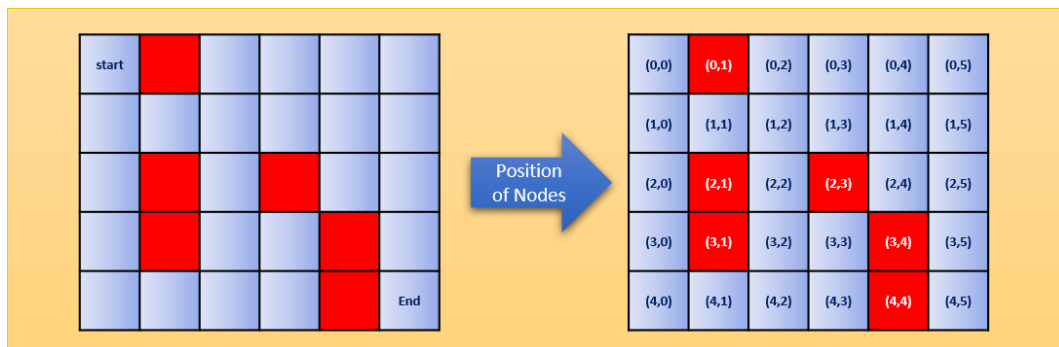 start
End
Position
of Nodes
(0,0) (0,1) (0,2) (0,3) (0,4) (0,5)
(1,0) (1,1) (1,2) (1,3) (1,4) (1,5)
(2,0) (2,1) (2,2) (2,3) (2,4) (2,5)
(3,0) (3,1) (3,2) (3,3) (3,4) (3,5)
(4,0) (4,1) (4,2) (4,3) (4,4) (4,5)